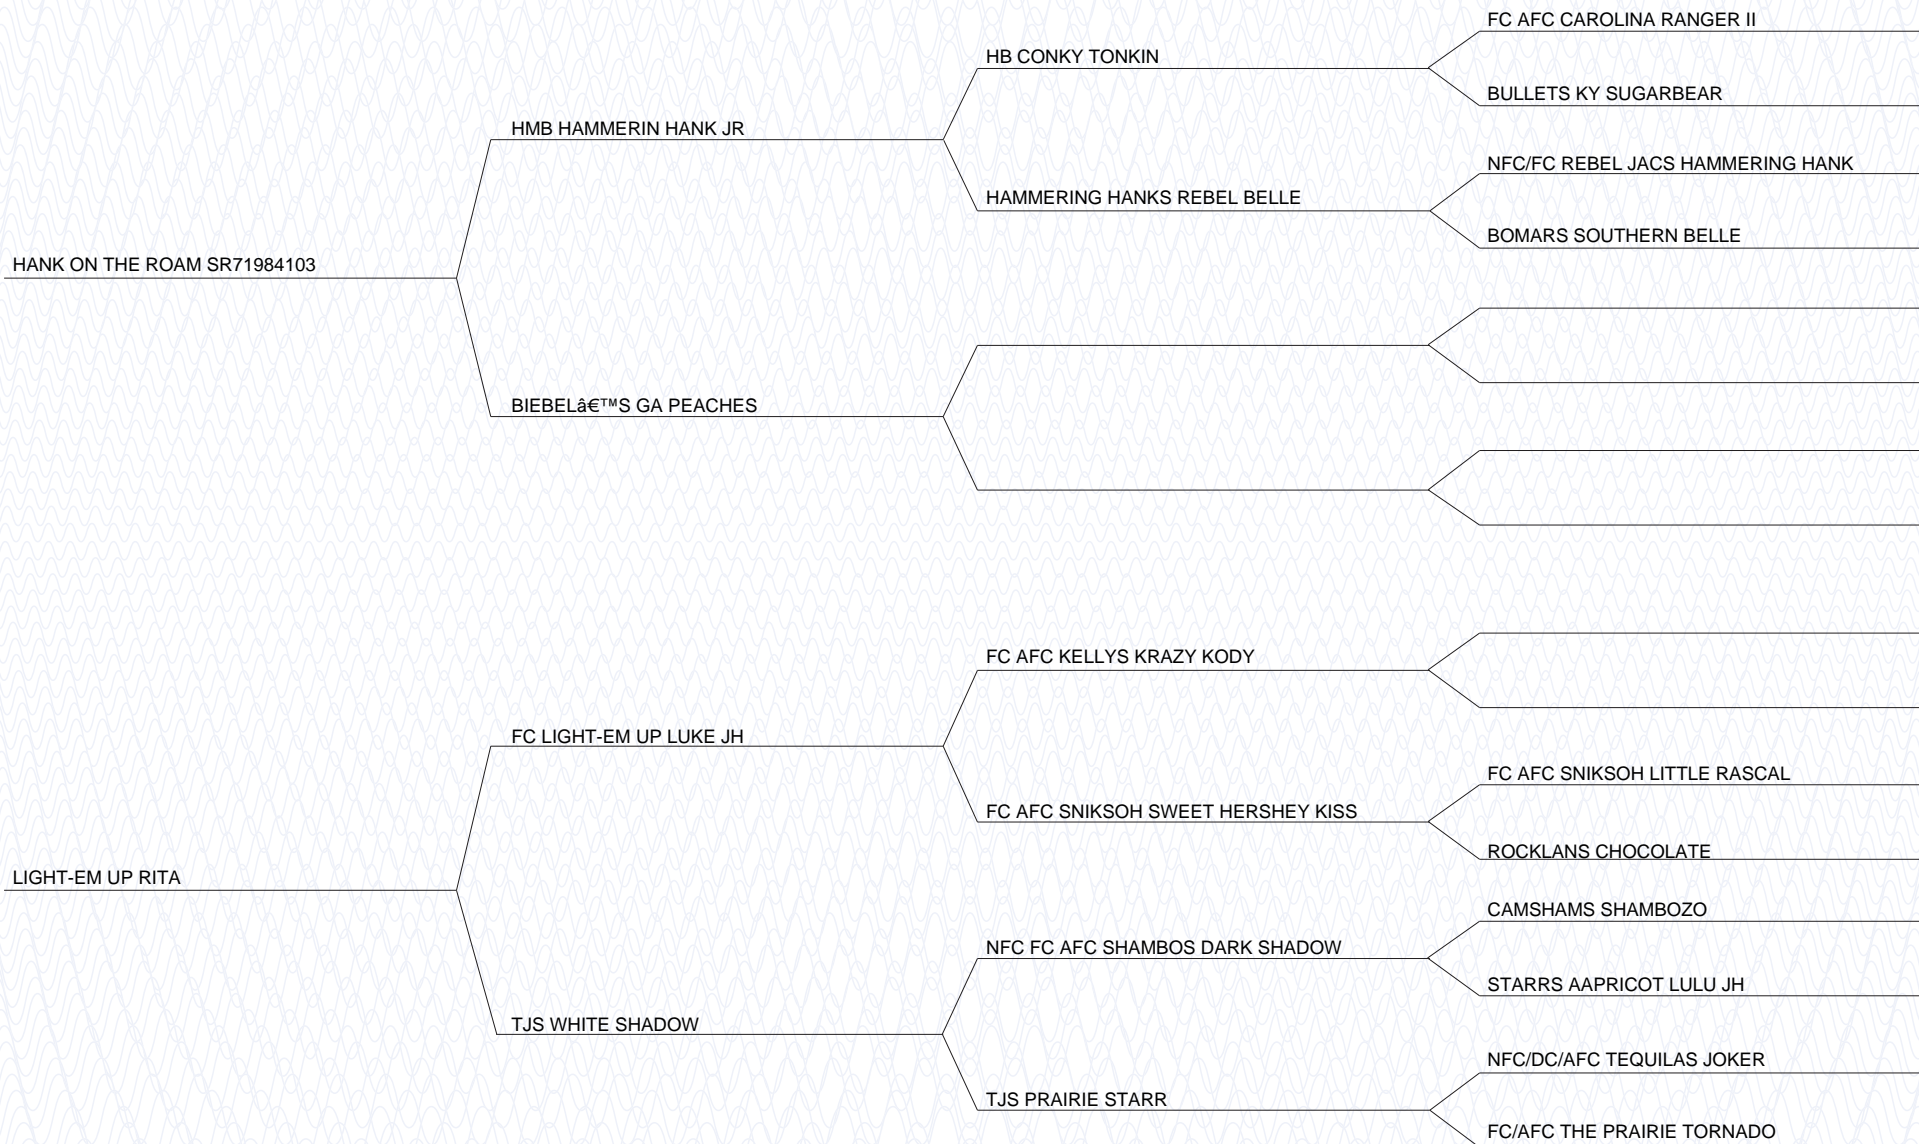 FC AFC CAROLINA RANGER II
HB CONKY TONKIN
BULLETS KY SUGARBEAR
HMB HAMMERIN HANK JR
NFC/FC REBEL JACS HAMMERING HANK
HAMMERING HANKS REBEL BELLE
BOMARS SOUTHERN BELLE
HANK ON THE ROAM SR71984103
BIEBEL’S GA PEACHES
FC AFC KELLYS KRAZY KODY
FC LIGHT-EM UP LUKE JH
FC AFC SNIKSOH LITTLE RASCAL
FC AFC SNIKSOH SWEET HERSHEY KISS
ROCKLANS CHOCOLATE
LIGHT-EM UP RITA
CAMSHAMS SHAMBOZO
NFC FC AFC SHAMBOS DARK SHADOW
STARRS AAPRICOT LULU JH
TJS WHITE SHADOW
NFC/DC/AFC TEQUILAS JOKER
TJS PRAIRIE STARR
FC/AFC THE PRAIRIE TORNADO